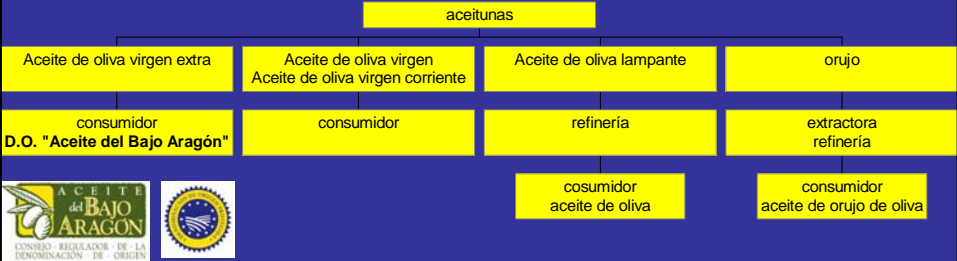 aceitunas
Aceite de oliva virgen extra
Aceite de oliva virgen
Aceite de oliva virgen corriente
Aceite de oliva lampante
orujo
consumidor
D.O. "Aceite del Bajo Aragón"
consumidor
refinería
extractora
refinería
cosumidor
aceite de oliva
consumidor
aceite de orujo de oliva
ACEITE
del BAJO
ARAGÓN
CONSEJO - REGULADOR - DE - LA
DENOMINACIÓN - DE - ORIGEN